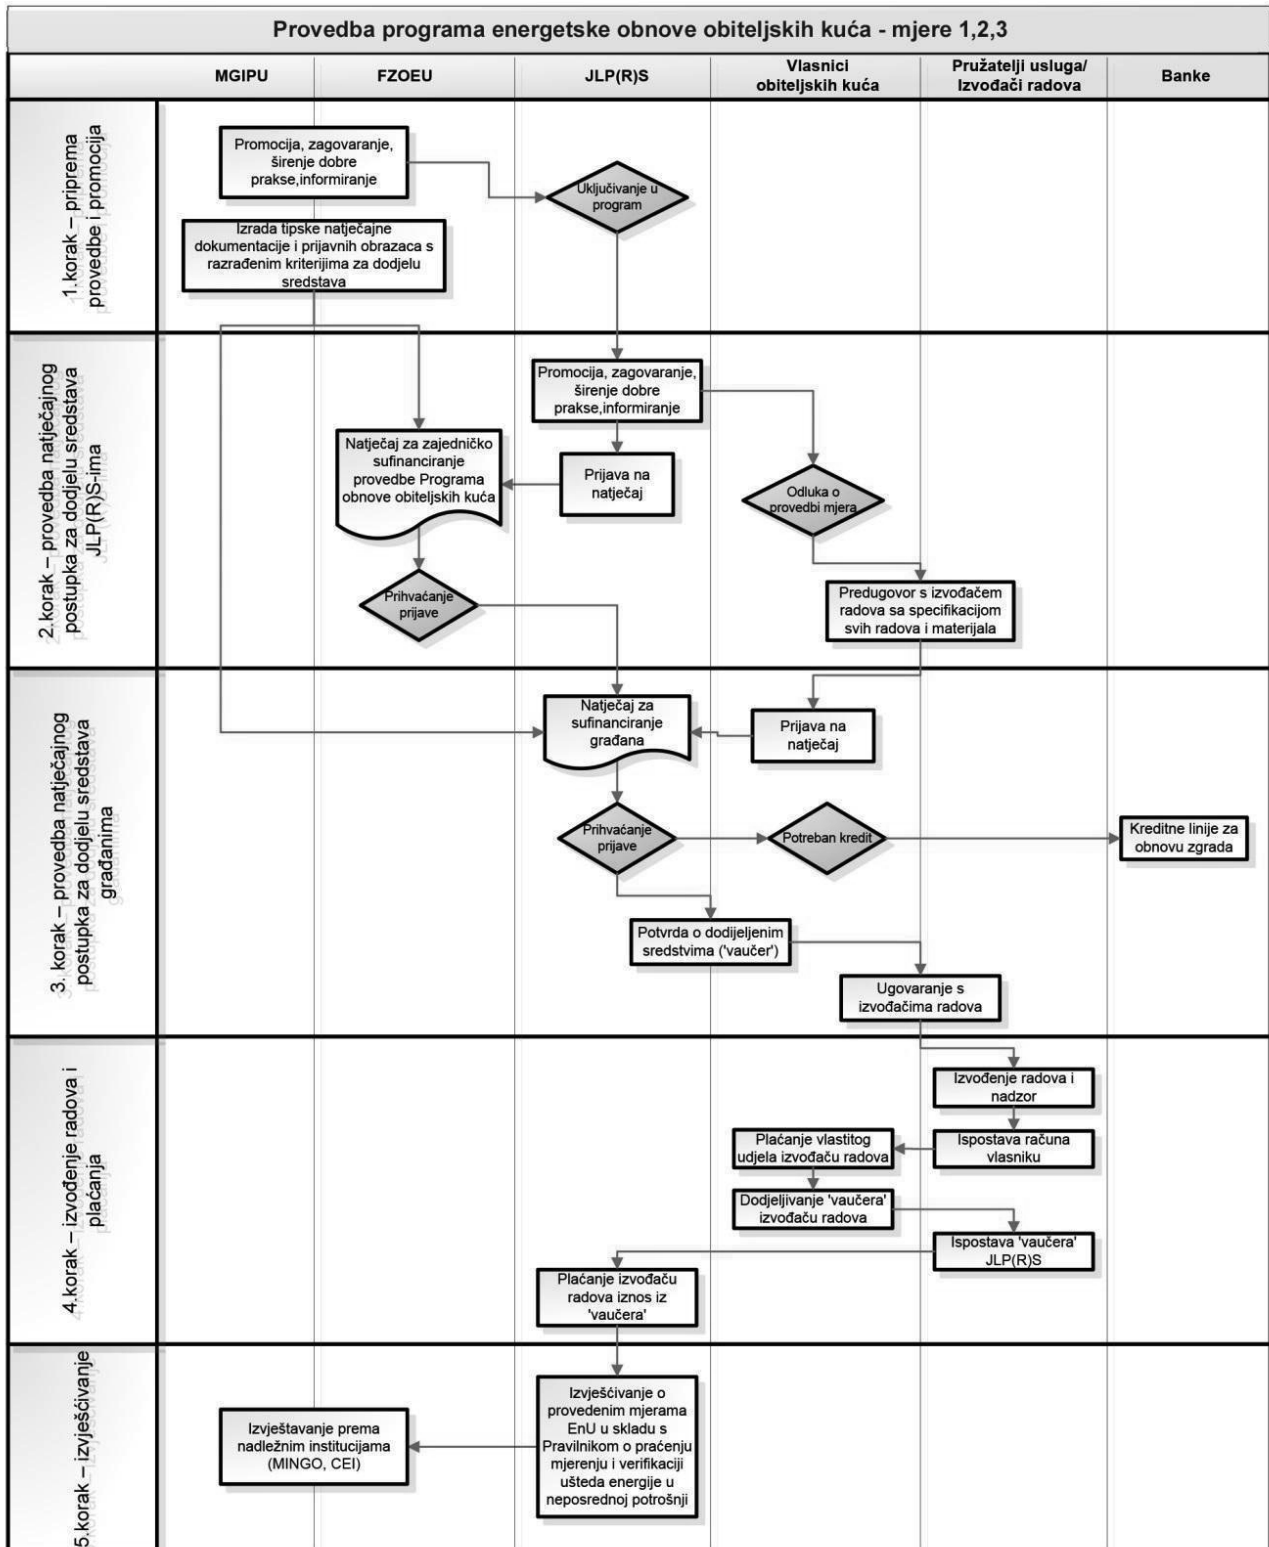 Provedba programa energetske obnove obiteljskih kuća - mjere 1,2,3
MGIPU
FZOEU
JLP(R)S
Vlasnici
obiteljskih kuća
Pružatelji usluga/
Izvođači radova
Banke
1.korak – priprema
provedbe i promocija
Promocija, zagovaranje,
širenje dobre
prakse,informiranje
Uključivanje u
program
Izrada tipske natječajne
dokumentacije i prijavnih obrazaca s
razrađenim kriterijima za dodjelu
sredstava
2.korak – provedba natječajnog
postupka za dodjelu sredstava
JLP(R)S-ima
Promocija, zagovaranje,
širenje dobre
prakse,informiranje
Natječaj za zajedničko
sufinanciranje
provedbe Programa
obnove obiteljskih kuća
Prijava na
natječaj
Odluka o
provedbi mjera
Prihvaćanje
prijave
Predugovor s izvođačem
radova sa specifikacijom
svih radova i materijala
3. korak – provedba natječajnog
postupka za dodjelu sredstava
građanima
Natječaj za
sufinanciranje
građana
Prijava na
natječaj
Prihvaćanje
prijave
Potreban kredit
Kreditne linije za
obnovu zgrada
Potvrda o dodijeljenim
sredstvima ('vaučer')
Ugovaranje s
izvođačima radova
4.korak – izvođenje radova i
plaćanja
Izvođenje radova i
nadzor
Ispostava računa
vlasniku
Plaćanje vlastitog
udjela izvođaču radova
Dodjeljivanje 'vaučera'
izvođaču radova
Ispostava 'vaučera'
JLP(R)S
Plaćanje izvođaču
radova iznos iz
'vaučera'
5.korak – izvješćivanje
Izvješćivanje o
provedenim mjerama
EnU u skladu s
Pravilnikom o praćenju
mjerenju i verifikaciji
ušteda energije u
neposrednoj potrošnji
Izvještavanje prema
nadležnim institucijama
(MINGO, CEI)